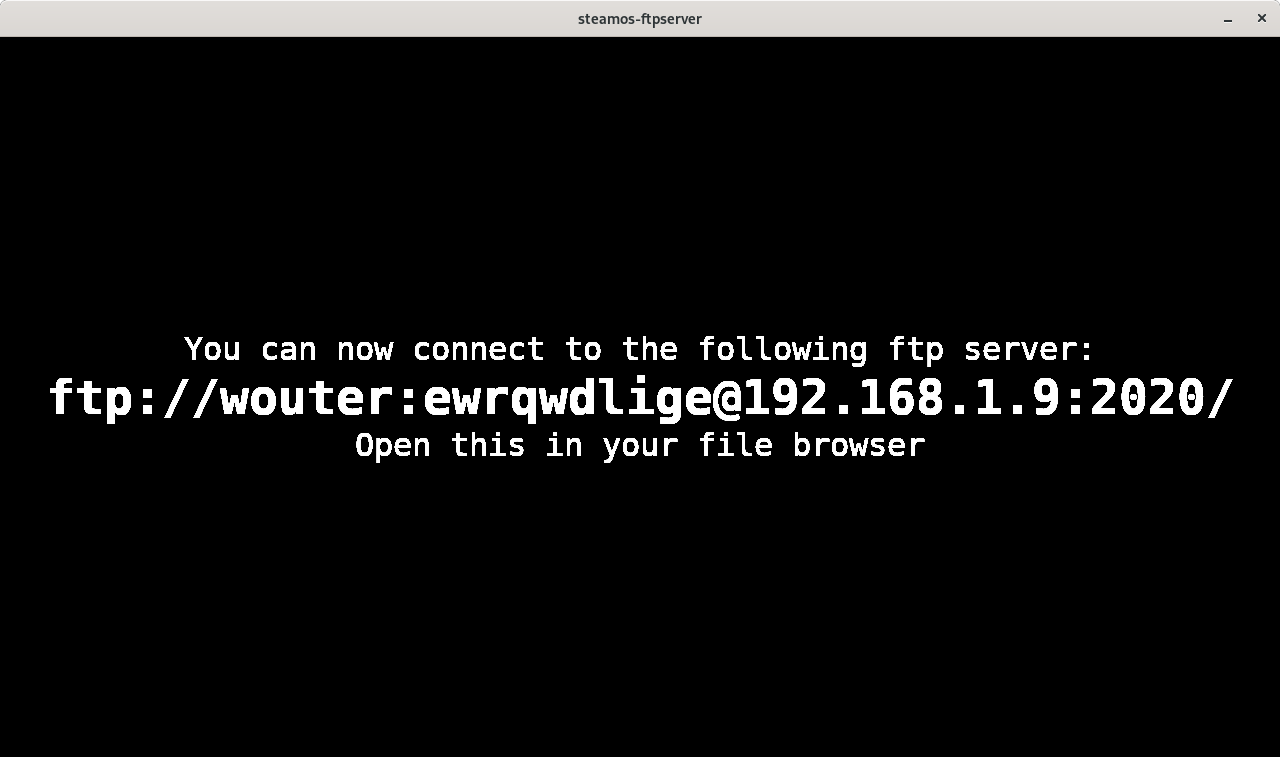 steamos-ftpserver
You can now connect to the following ftp server:
ftp://wouter:ewrqwdlige@192.168.1.9:2020/
Open this in your file browser